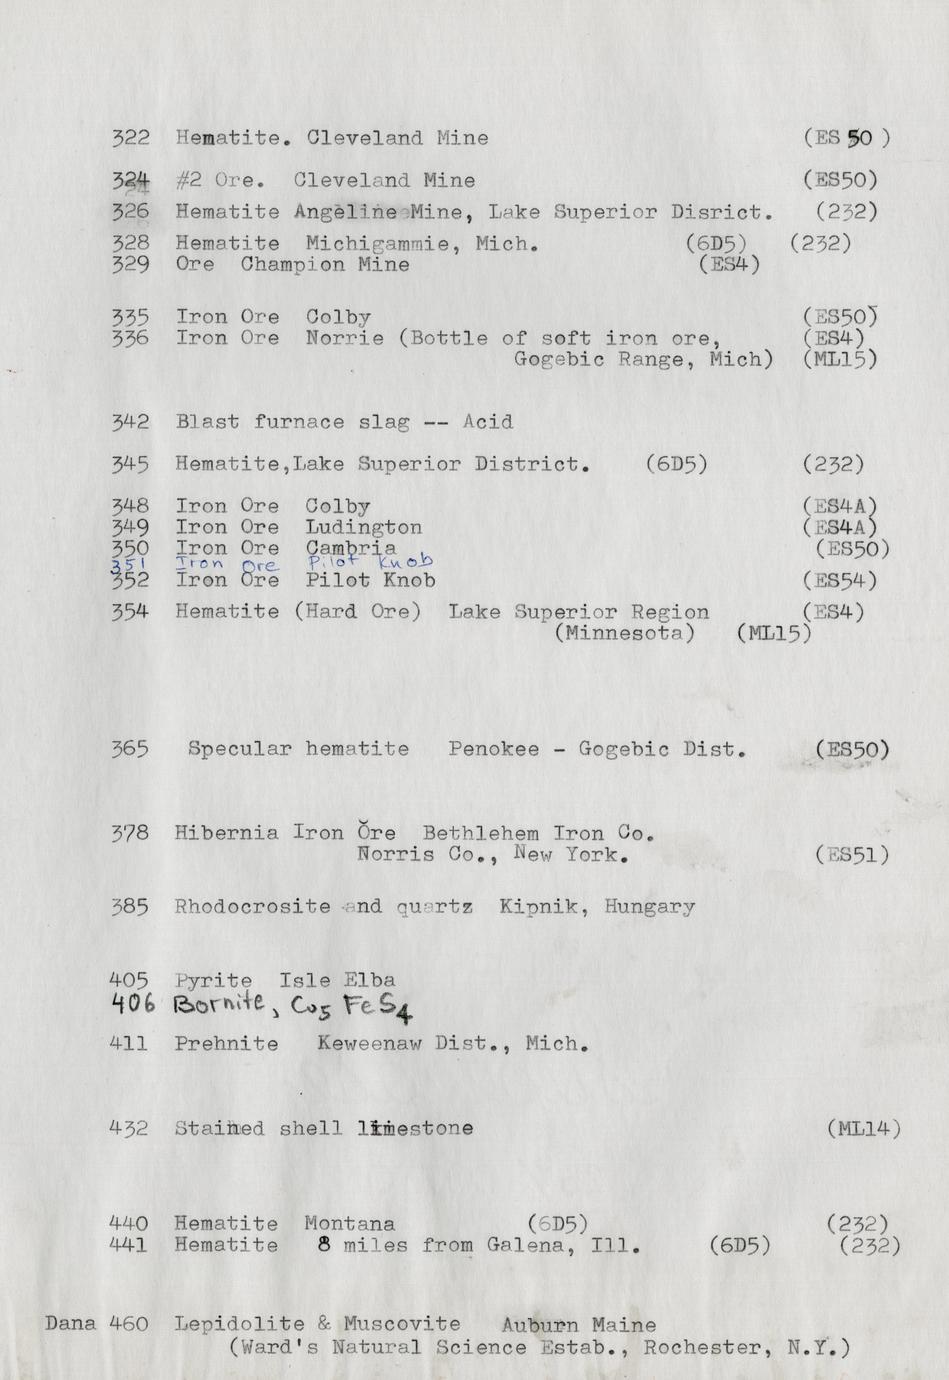 322 Hematite. Cleveland Mine (ES 50 )
324 #2 Ore. Cleveland Mine (ES50)
326 Hematite Angeline Mine, Lake Superior Disrict. (232)
328 Hematite Michigammie, Mich. (6D5) (232)
329 Ore Champion Mine (ES4)
335 Iron Ore Colby (ES50)
336 Iron Ore Norrie (Bottle of soft iron ore, (ES4)
Gogebic Range, Mich) (ML15)
342 Blast furnace slag -- Acid
345 Hematite,Lake Superior District. (6D5) (232)
348 Iron Ore Colby (ES4A)
349 Iron Ore Ludington (ES4A)
350 Iron Ore Cambria (ES50)
351 Iron Ore Pilot Knob
352 Iron Ore Pilot Knob (ES54)
354 Hematite (Hard Ore) Lake Superior Region (ES4)
(Minnesota) (ML15)
365 Specular hematite Penokee - Gogebic Dist. (ES50)
378 Hibernia Iron Ore Bethlehem Iron Co.
Norris Co., New York. (ES51)
385 Rhodocrosite and quartz Kipnik, Hungary
405 Pyrite Isle Elba
406 Bornite, Cu5 FeS4
411 Prehnite Keweenaw Dist., Mich.
432 Stained shell limestone (ML14)
440 Hematite Montana (6D5) (232)
441 Hematite 8 miles from Galena, Ill. (6D5) (232)
Dana 460 Lepidolite & Muscovite Auburn Maine
(Ward's Natural Science Estab., Rochester, N.Y.)